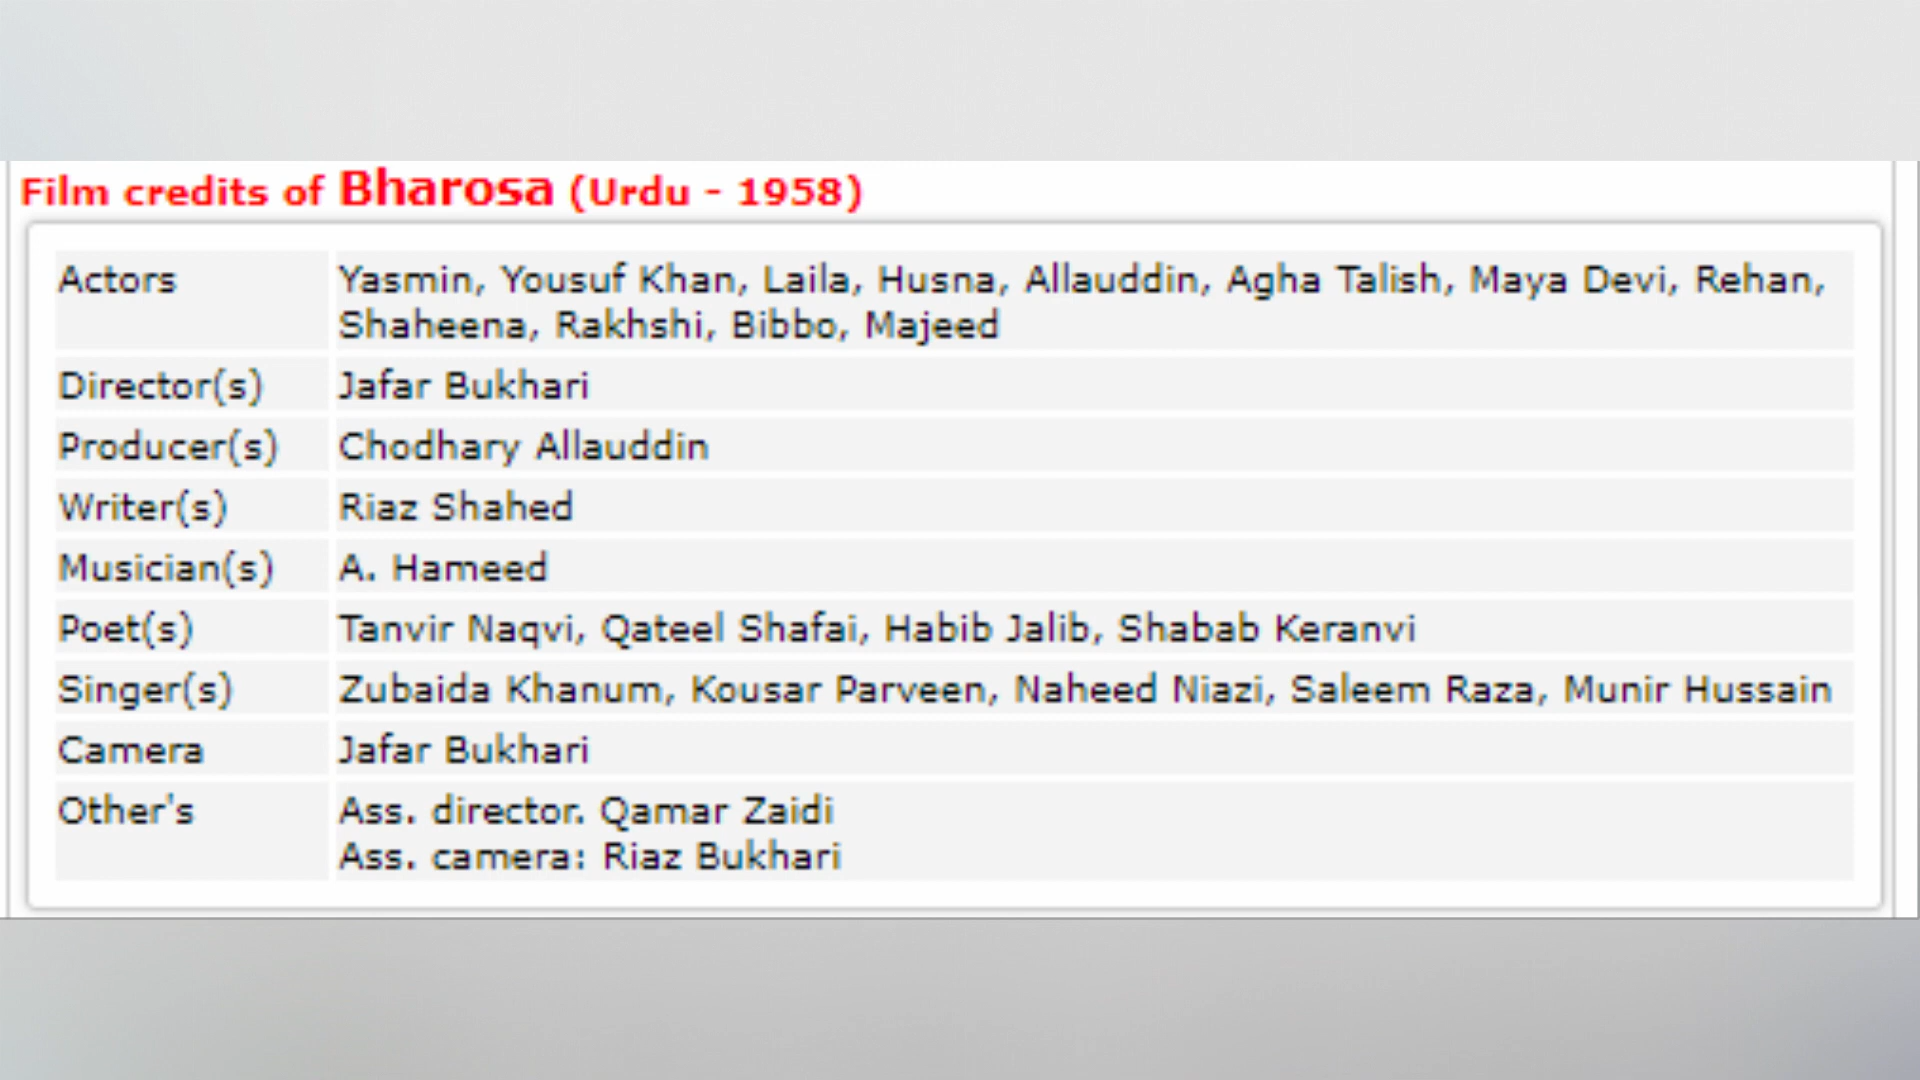 Film credits of Bharosa (Urdu - 1958)
Actors Yasmin, Yousuf Khan, Laila, Husna, Allauddin, Agha Talish, Maya Devi, Rehan,
Shaheena, Rakhshi, Bibbo, Majeed
Director(s) Jafar Bukhari
Producer(s) Chodhary Allauddin
Writer(s) Riaz Shahed
Musician(s) A. Hameed
Poet(s) Tanvir Naqvi, Qateel Shafai, Habib Jalib, Shabab Keranvi
Singer(s) Zubaida Khanum, Kousar Parveen, Naheed Niazi, Saleem Raza, Munir Hussain
Camera Jafar Bukhari
Other's Ass. director. Qamar Zaidi
Ass. camera: Riaz Bukhari